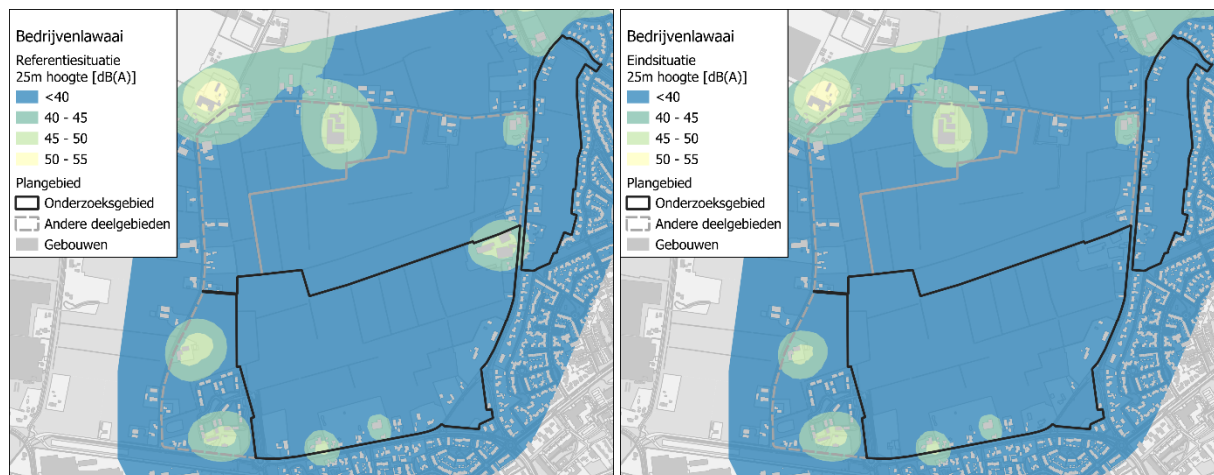 Bedrijvenlawaai
Referentiesituatie
25m hoogte [dB(A)]
<40
40 - 45
45 - 50
50 - 55
Plangebied
Onderzoeksgebied
Andere deelgebieden
Gebouwen
Bedrijvenlawaai
Eindsituatie
25m hoogte [dB(A)]
<40
40 - 45
45 - 50
50 - 55
Plangebied
Onderzoeksgebied
Andere deelgebieden
Gebouwen